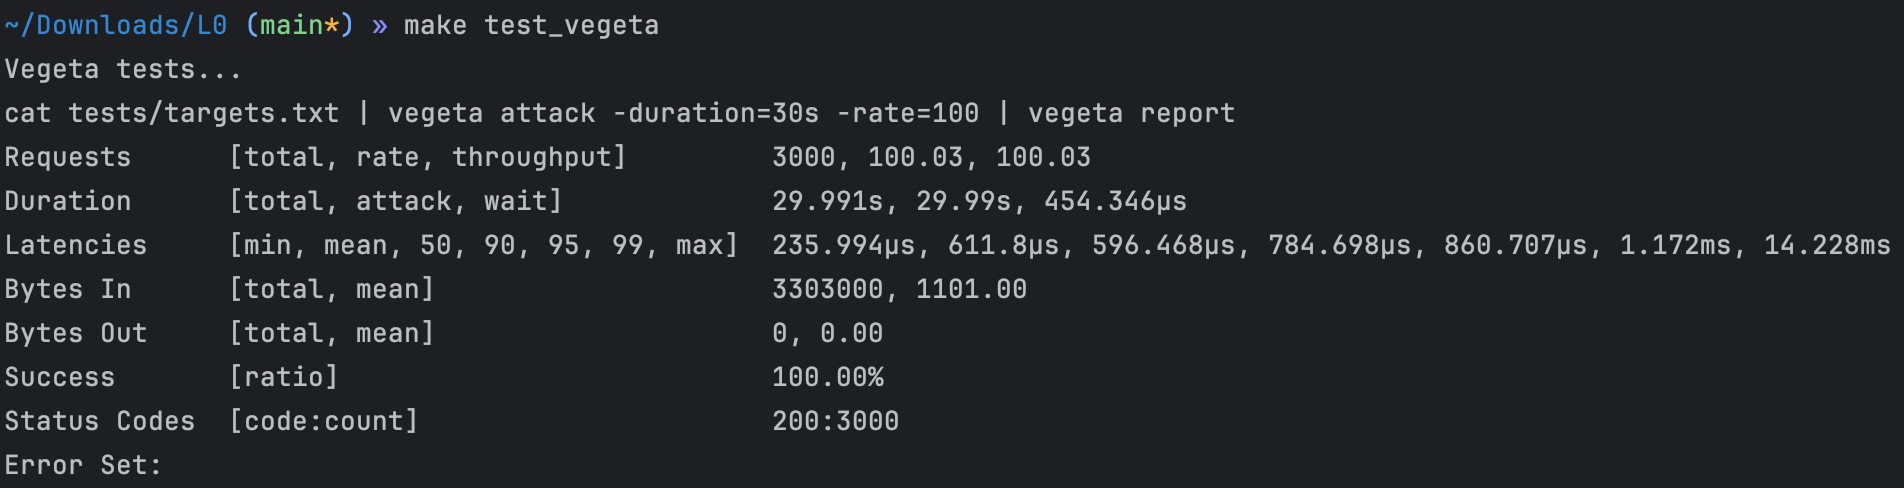 ~/Downloads/L0 (main*) » make test_vegeta
Vegeta tests...
cat tests/targets.txt | vegeta attack -duration=30s -rate=100 | vegeta report
Requests      [total, rate, throughput]         3000, 100.03, 100.03
Duration      [total, attack, wait]             29.991s, 29.99s, 454.346µs
Latencies     [min, mean, 50, 90, 95, 99, max]  235.994µs, 611.8µs, 596.468µs, 784.698µs, 860.707µs, 1.172ms, 14.228ms
Bytes In      [total, mean]                     3303000, 1101.00
Bytes Out     [total, mean]                     0, 0.00
Success       [ratio]                           100.00%
Status Codes  [code:count]                      200:3000
Error Set: